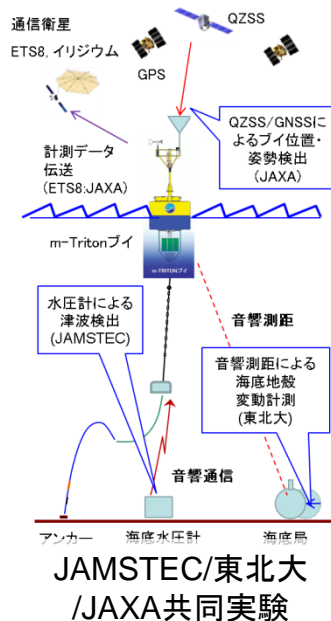 通信衛星
ETS8，イリジウム
QZSS
GPS
QZSS/GNSSに
よるブイ位置・
姿勢検出
(JAXA)
計測データ
伝送
(ETS8:JAXA)
m-Tritonブイ
m-TRITONブイ
水圧計による
津波検出
(JAMSTEC)
音響測距
音響測距による
海底地殻
変動計測
(東北大)
音響通信
アンカー
海底水圧計
海底局
JAMSTEC/東北大
/JAXA共同実験